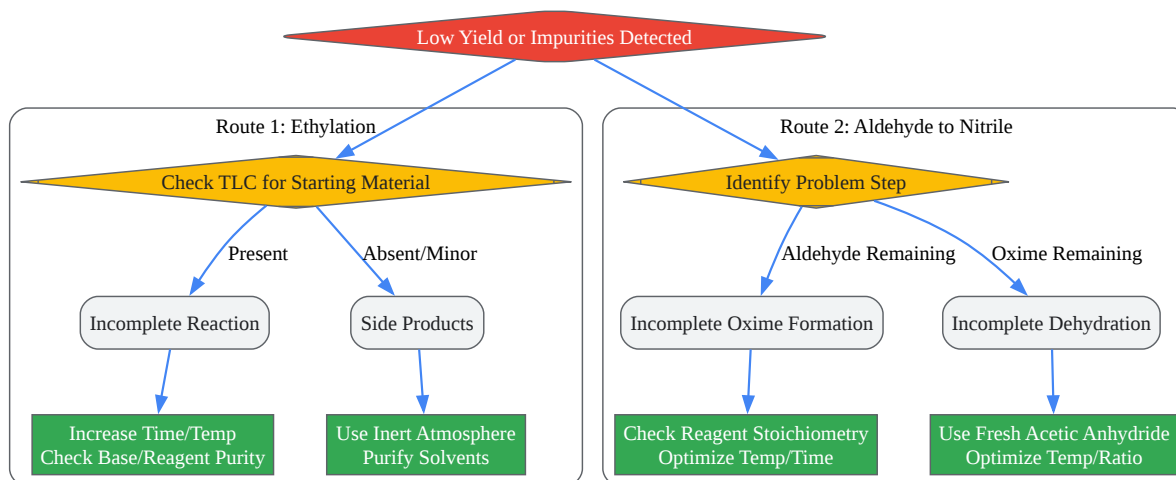 Low Yield or Impurities Detected
Route 1: Ethylation
Check TLC for Starting Material
Present
Absent/Minor
Incomplete Reaction
Side Products
Increase Time/Temp
Check Base/Reagent Purity
Use Inert Atmosphere
Purify Solvents
Route 2: Aldehyde to Nitrile
Identify Problem Step
Aldehyde Remaining
Oxime Remaining
Incomplete Oxime Formation
Incomplete Dehydration
Check Reagent Stoichiometry
Optimize Temp/Time
Use Fresh Acetic Anhydride
Optimize Temp/Ratio